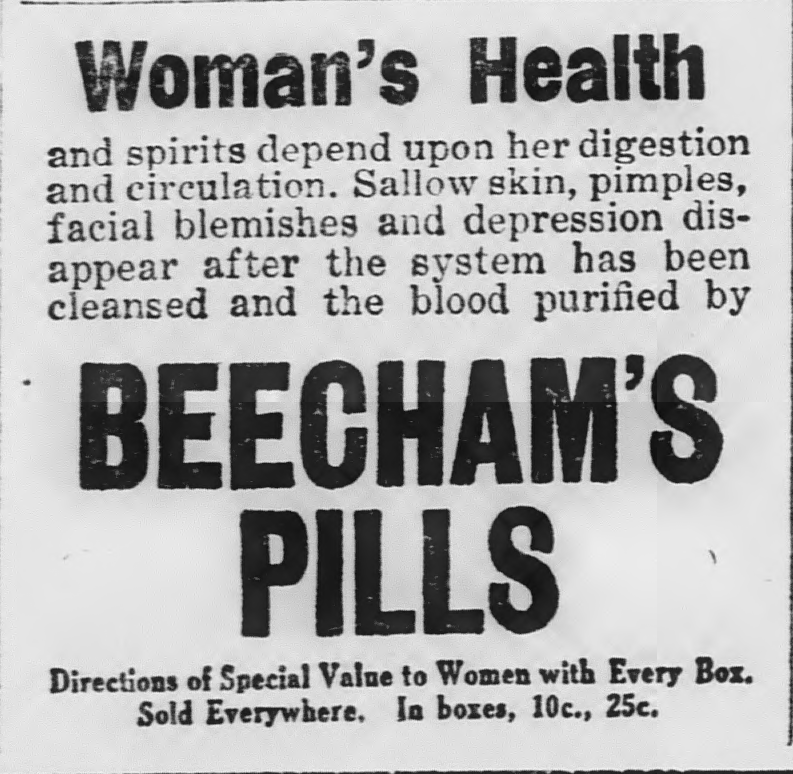 Woman's Health
and spirits depend upon her digestion
and circulation. Sallow skin, pimples,
facial blemishes and depression dis-
appear after the system has been
cleansed and the blood purified by
BEECHAM'S
PILLS
Directions of Special Value to Women with Every Box.
Sold Everywhere. In boxes, 10c., 25c.